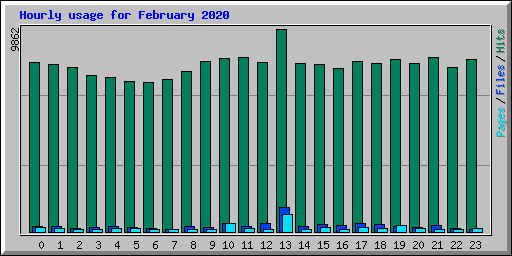 Hourly usage for February 2020
9862
Pages/Files/Hits
0 1 2 3 4 5 6 7 8 9 10 11 12 13 14 15 16 17 18 19 20 21 22 23